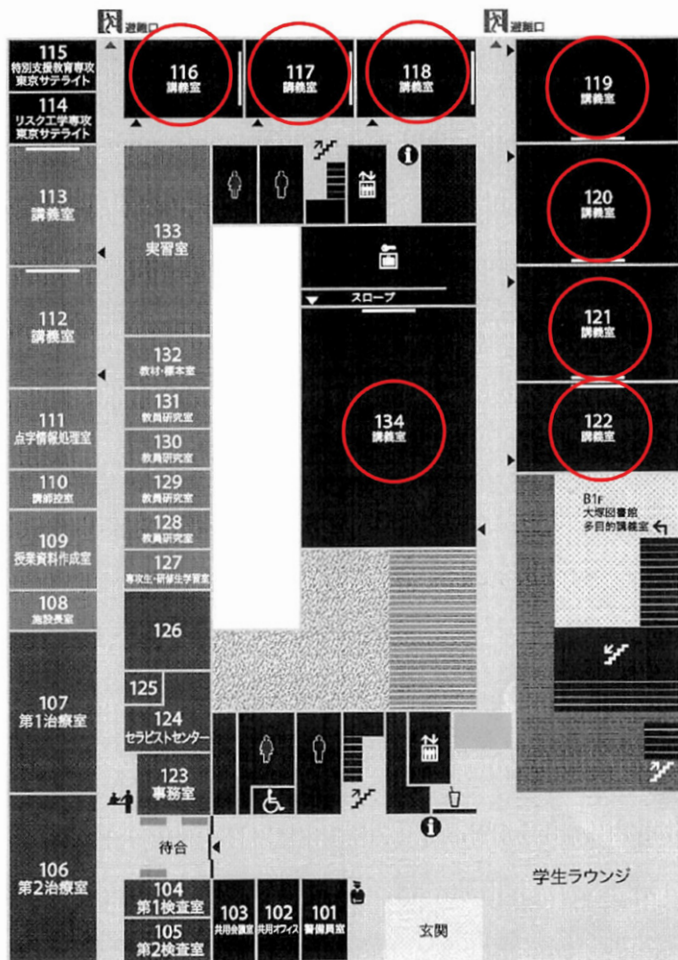 避難口
避難口
115
特別支援教育専攻
東京サテライト
114
リスク工学専攻
東京サテライト
116
講義室
117
講義室
118
講義室
119
講義室
113
講義室
133
実習室
120
講義室
スロープ
112
講義室
132
教材・標本室
121
講義室
111
点字情報処理室
131
教員研究室
130
教員研究室
134
講義室
122
講義室
110
講師控室
129
教員研究室
B1F
大塚図書館
多目的講義室
109
授業資料作成室
128
教員研究室
127
専攻生・研修生学習室
108
施設長室
126
107
第1治療室
125
124
セラピストセンター
123
事務室
待合
106
第2治療室
学生ラウンジ
104
第1検査室
105
第2検査室
103
共用会議室
102
共用オフィス
101
警備員室
玄関